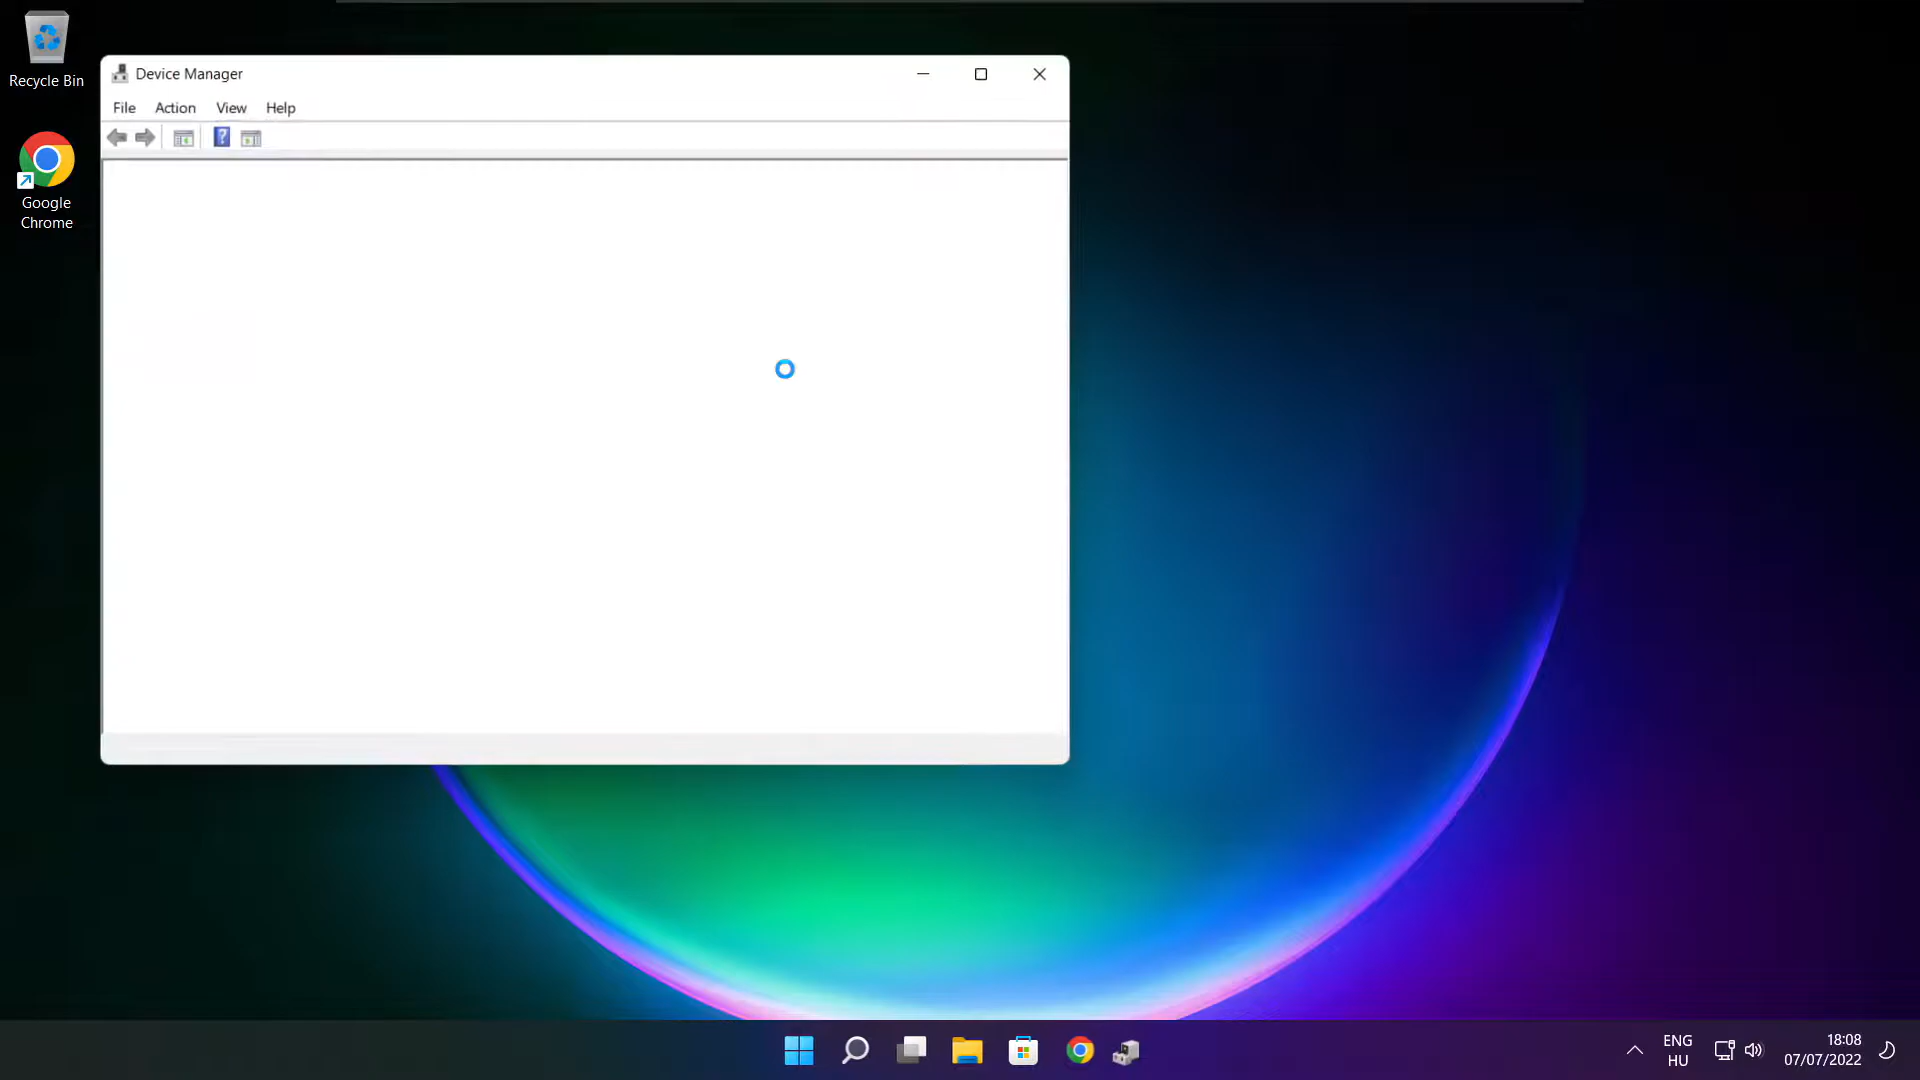 Recycle Bin
Google
Chrome
Device Manager
File Action View Help
?
ENG
HU
18:08
07/07/2022